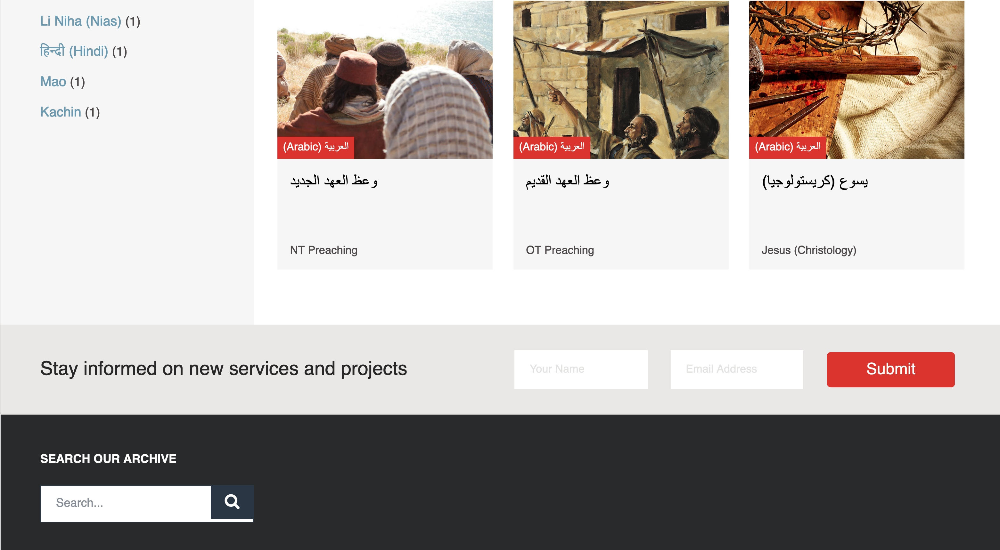 Li Niha (Nias) (1)
हिन्दी (Hindi) (1)
Mao (1)
Kachin (1)
العربية (Arabic)
وعظ العهد الجديد
NT Preaching
العربية (Arabic)
وعظ العهد القديم
OT Preaching
العربية (Arabic)
يسوع (كريستولوجيا)
Jesus (Christology)
Stay informed on new services and projects
Your Name
Email Address
Submit
SEARCH OUR ARCHIVE
Search...